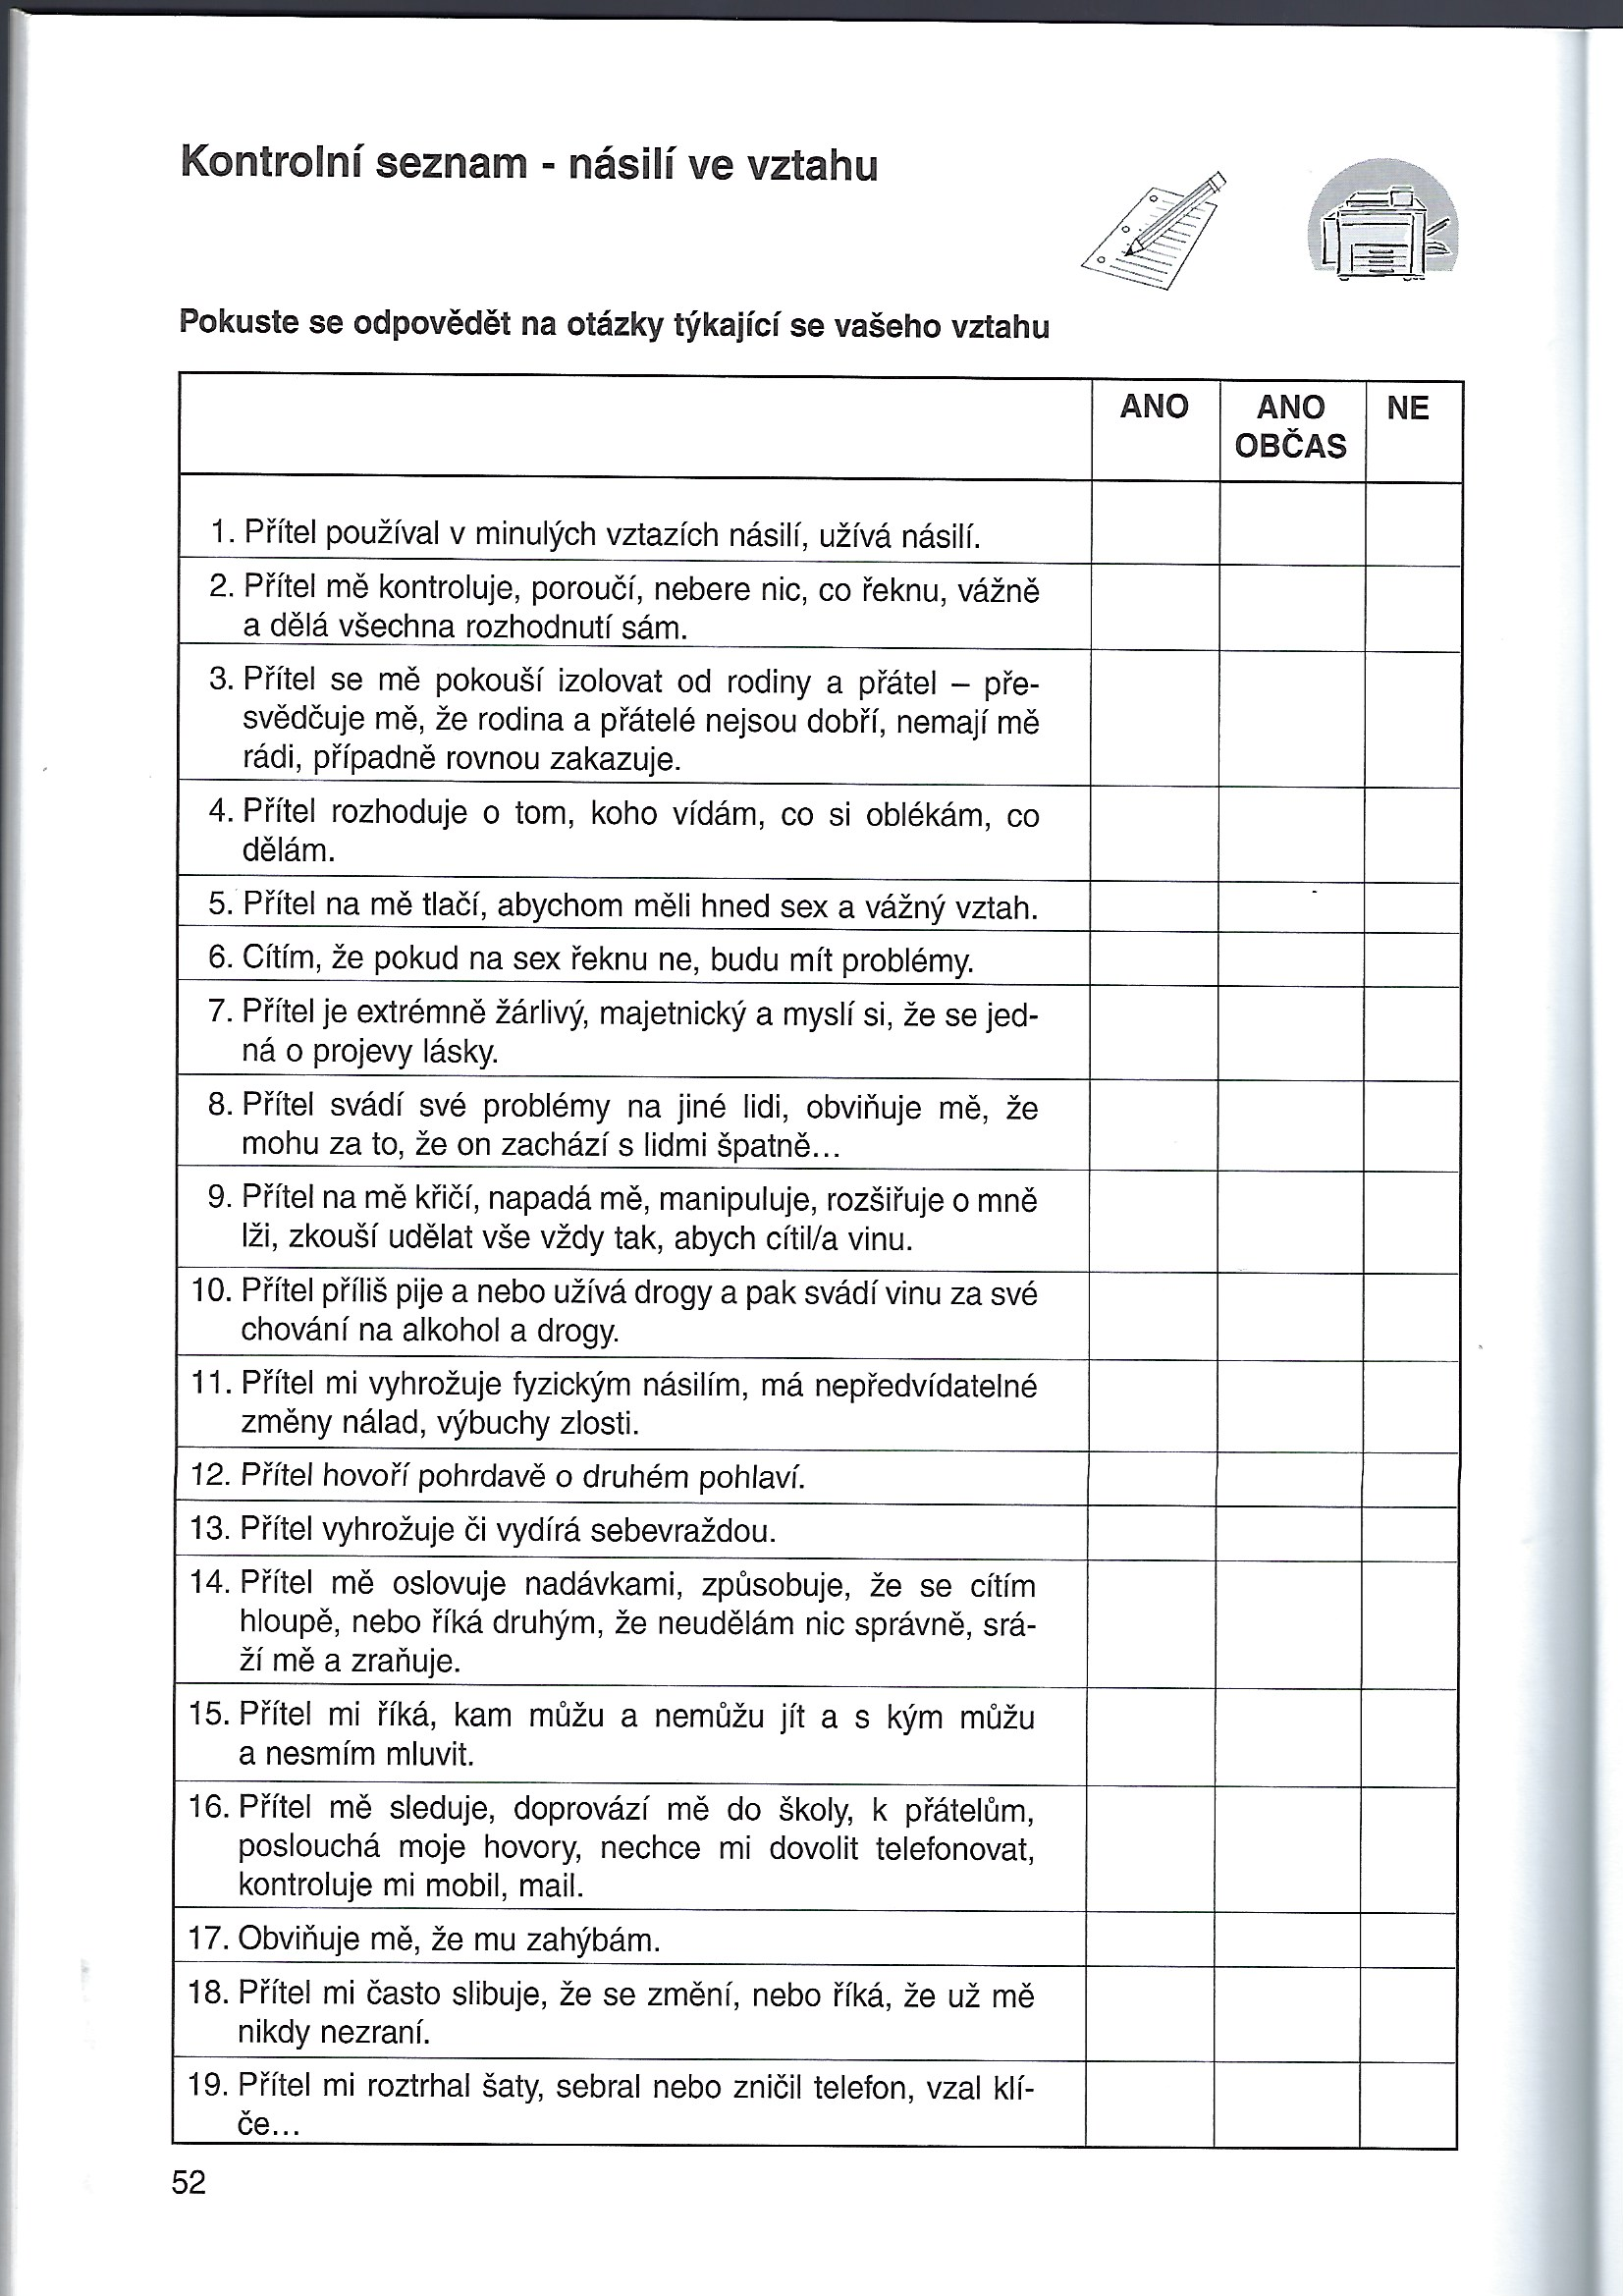 Kontrolní seznam - násilí ve vztahu
Pokuste se odpovědět na otázky týkající se vašeho vztahu
ANO
ANO
OBČAS
NE
1. Přítel používal v minulých vztazích násilí, užívá násilí.
2. Přítel mě kontroluje, poroučí, nebere nic, co řeknu, vážně
a dělá všechna rozhodnutí sám.
3. Přítel se mě pokouší izolovat od rodiny a přátel – pře-
svědčuje mě, že rodina a přátelé nejsou dobří, nemají mě
rádi, případně rovnou zakazuje.
4. Přítel rozhoduje o tom, koho vídám, co si oblékám, co
dělám.
5. Přítel na mě tlačí, abychom měli hned sex a vážný vztah.
6. Cítím, že pokud na sex řeknu ne, budu mít problémy.
7. Přítel je extrémně žárlivý, majetnický a myslí si, že se jed-
ná o projevy lásky.
8. Přítel svádí své problémy na jiné lidi, obviňuje mě, že
mohu za to, že on zachází s lidmi špatně...
9. Přítel na mě křičí, napadá mě, manipuluje, rozšiřuje o mně
lži, zkouší udělat vše vždy tak, abych cítil/a vinu.
10. Přítel příliš pije a nebo užívá drogy a pak svádí vinu za své
chování na alkohol a drogy.
11. Přítel mi vyhrožuje fyzickým násilím, má nepředvídatelné
změny nálad, výbuchy zlosti.
12. Přítel hovoří pohrdavě o druhém pohlaví.
13. Přítel vyhrožuje či vydírá sebevraždou.
14. Přítel mě oslovuje nadávkami, způsobuje, že se cítím
hloupě, nebo říká druhým, že neudělám nic správně, srá-
ží mě a zraňuje.
15. Přítel mi říká, kam můžu a nemůžu jít a s kým můžu
a nesmím mluvit.
16. Přítel mě sleduje, doprovází mě do školy, k přátelům,
poslouchá moje hovory, nechce mi dovolit telefonovat,
kontroluje mi mobil, mail.
17. Obviňuje mě, že mu zahýbám.
18. Přítel mi často slibuje, že se změní, nebo říká, že už mě
nikdy nezraní.
19. Přítel mi roztrhal šaty, sebral nebo zničil telefon, vzal klí-
če...
52